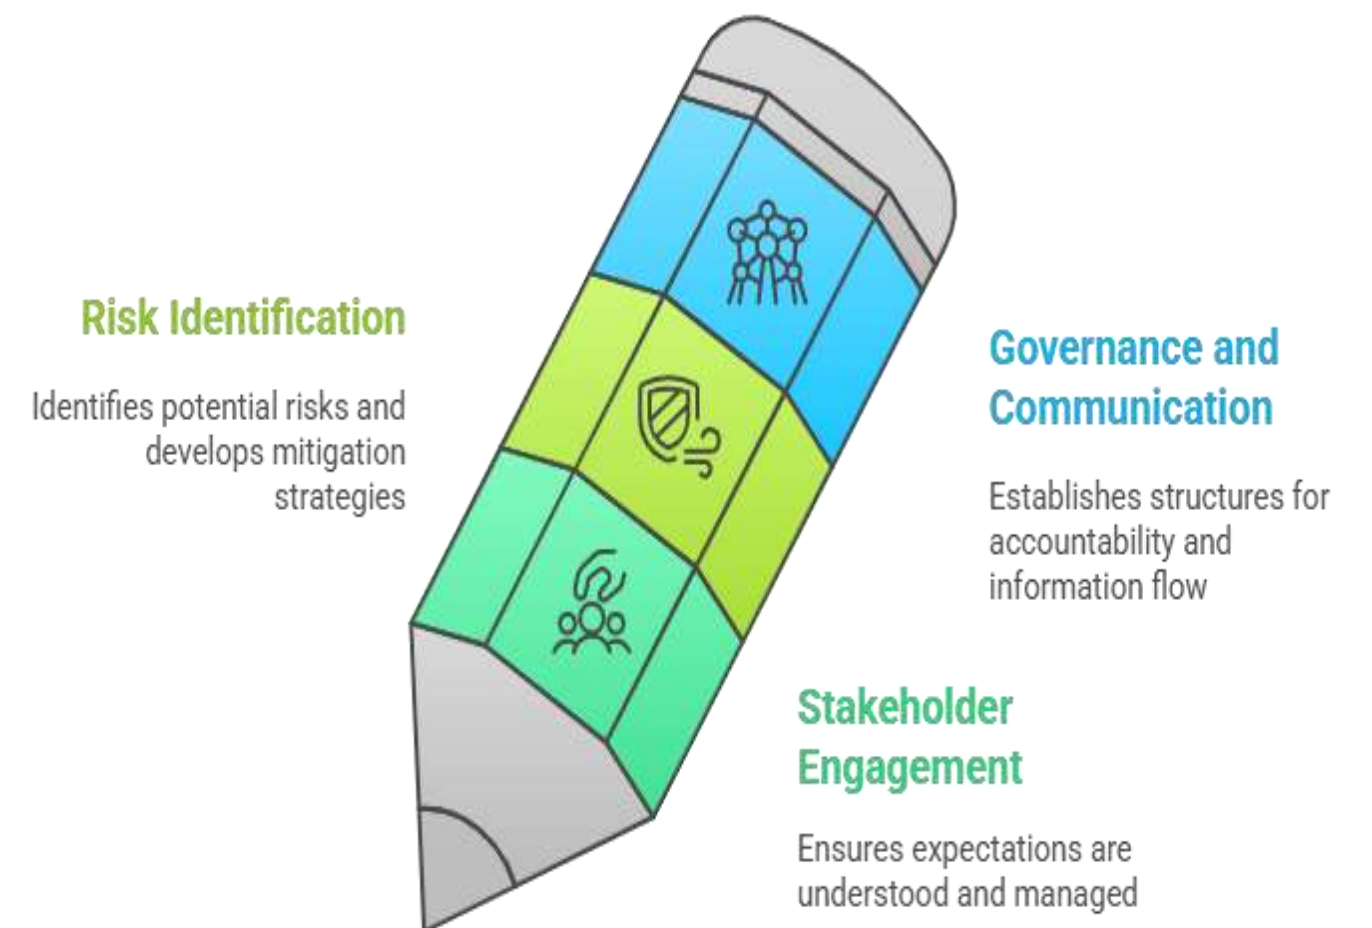 Risk Identification
Identifies potential risks and
develops mitigation
strategies
Governance and
Communication
Establishes structures for
accountability and
information flow
Stakeholder
Engagement
Ensures expectations are
understood and managed